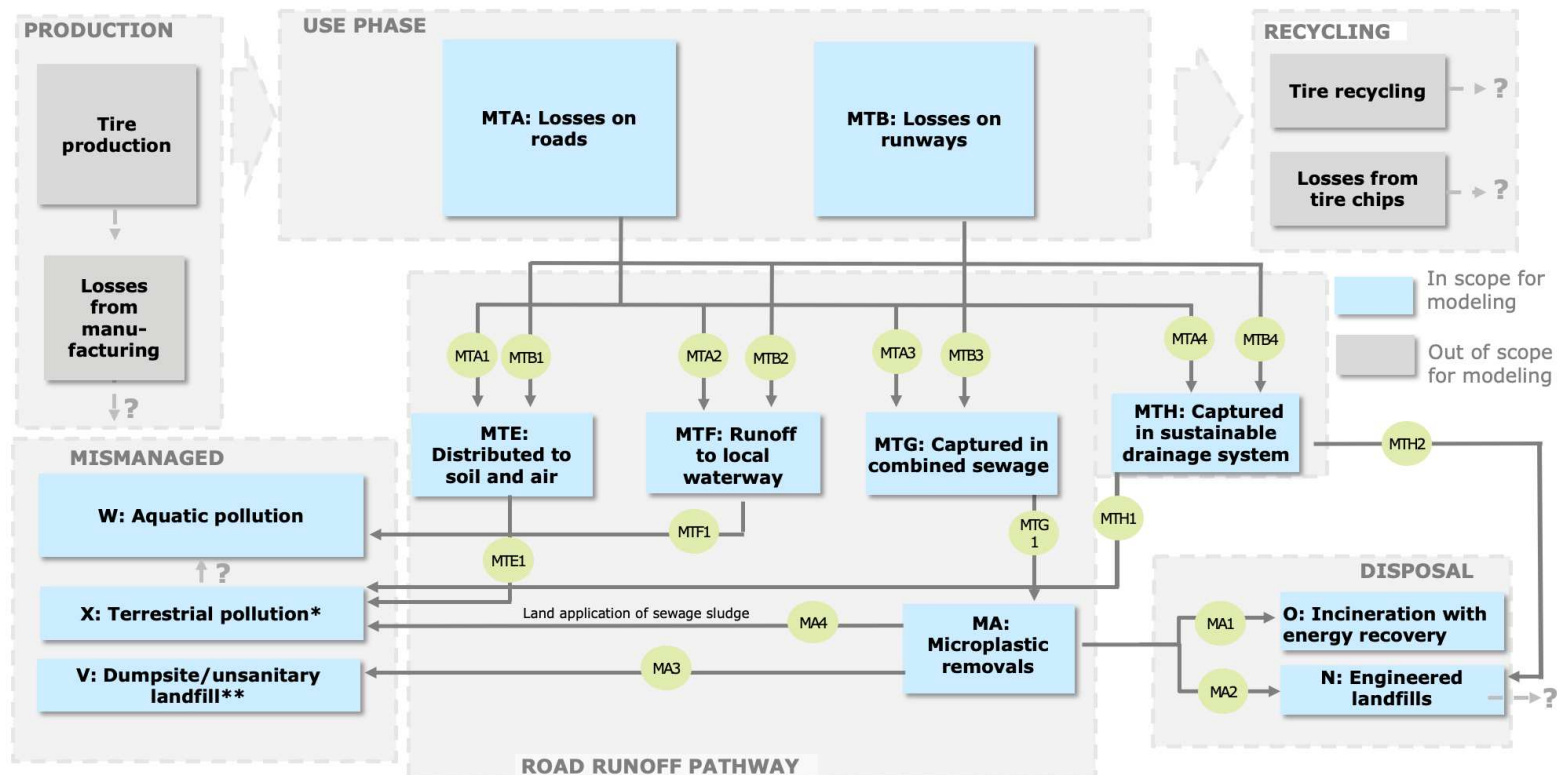 PRODUCTION
Tire
production
Losses
from
manu-
facturing
?
USE PHASE
MTA: Losses on
roads
MTB: Losses on
runways
RECYCLING
Tire recycling
?
Losses from
tire chips
?
In scope for
modeling
Out of scope
for modeling
MTA1
MTB1
MTA2
MTB2
MTA3
MTB3
MTA4
MTB4
MTE:
Distributed to
soil and air
MTF: Runoff
to local
waterway
MTG: Captured in
combined sewage
MTH: Captured
in sustainable
drainage system
MTH2
MISMANAGED
W: Aquatic pollution
?
X: Terrestrial pollution*
V: Dumpsite/unsanitary
landfill**
MTF1
MTE1
MTG
1
MTH1
Land application of sewage sludge
MA4
MA3
MA:
Microplastic
removals
DISPOSAL
MA1
MA2
O: Incineration with
energy recovery
N: Engineered
landfills
?
ROAD RUNOFF PATHWAY